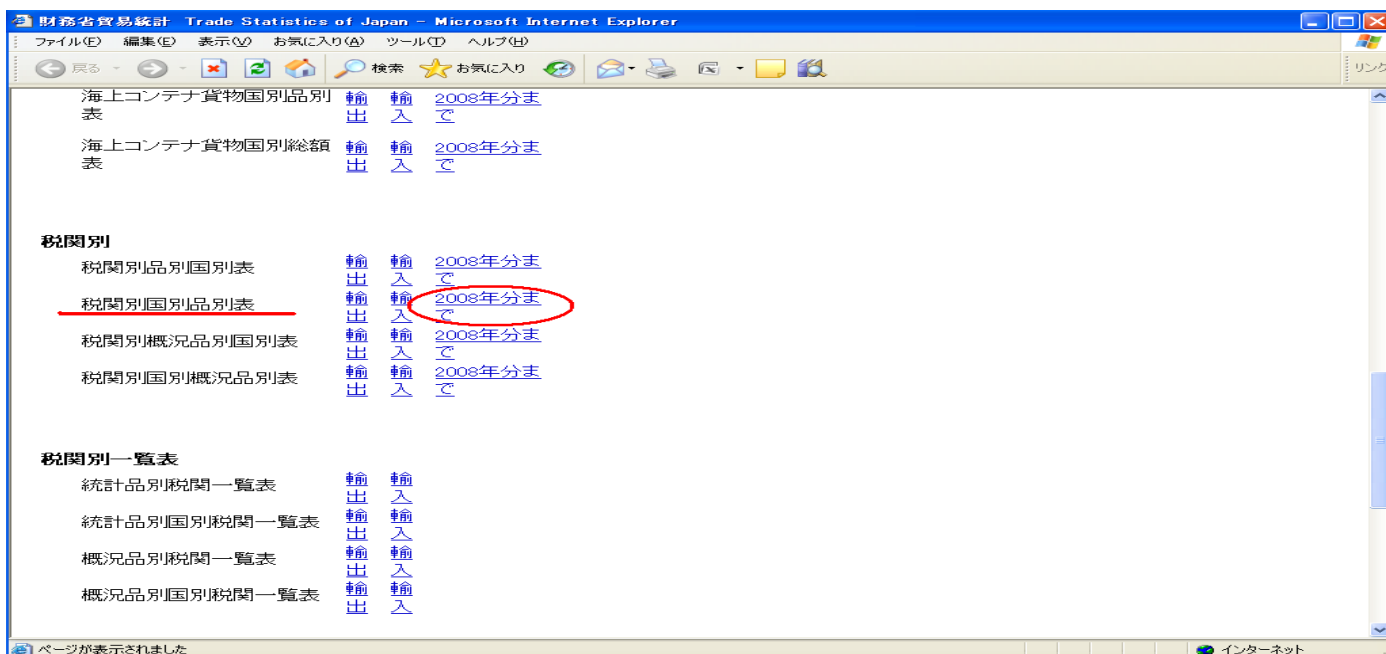 財務省貿易統計 Trade Statistics of Japan - Microsoft Internet Explorer
ファイル(F) 編集(E) 表示(V) お気に入り(A) ツール(T) ヘルプ(H)
戻る 検索 お気に入り リンク
海上コンテナ貨物国別品別表 輸出 輸入 2008年分まで
海上コンテナ貨物国別総額表 輸出 輸入 2008年分まで
税関別
税関別品別国別表 輸出 輸入 2008年分まで
税関別国別品別表 輸出 輸入 2008年分まで
税関別概況品別国別表 輸出 輸入 2008年分まで
税関別国別概況品別表 輸出 輸入 2008年分まで
税関別一覧表
統計品別税関一覧表 輸出 輸入
統計品別国別税関一覧表 輸出 輸入
概況品別税関一覧表 輸出 輸入
概況品別国別税関一覧表 輸出 輸入
ページが表示されました インターネット